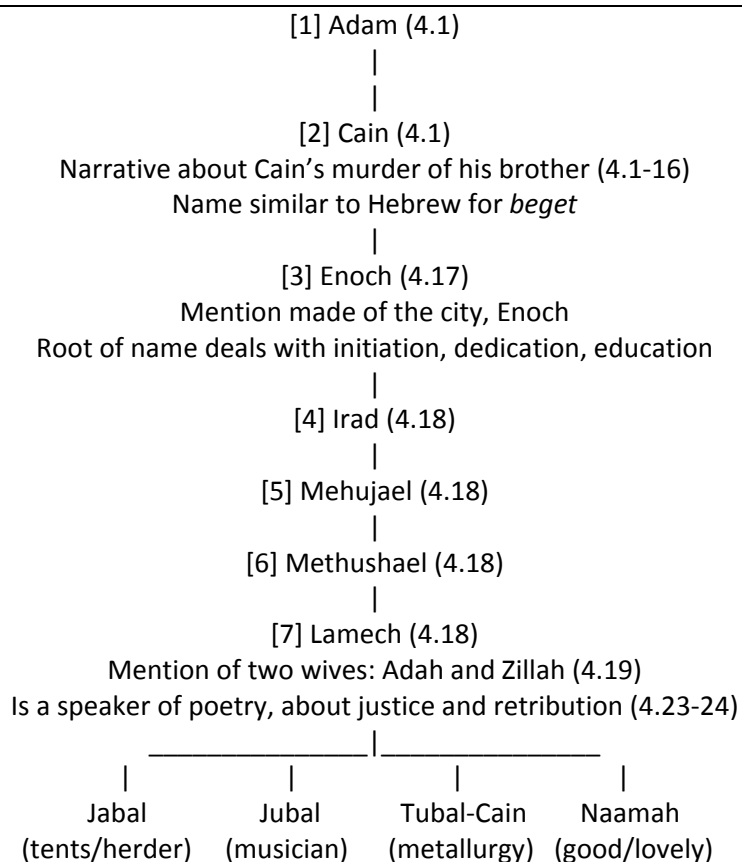 [1] Adam (4.1)
|
|
[2] Cain (4.1)
Narrative about Cain’s murder of his brother (4.1-16)
Name similar to Hebrew for beget
|
[3] Enoch (4.17)
Mention made of the city, Enoch
Root of name deals with initiation, dedication, education
|
[4] Irad (4.18)
|
[5] Mehujael (4.18)
|
[6] Methushael (4.18)
|
[7] Lamech (4.18)
Mention of two wives: Adah and Zillah (4.19)
Is a speaker of poetry, about justice and retribution (4.23-24)
_______________|_______________
| | | |
Jabal Jubal Tubal-Cain Naamah
(tents/herder) (musician) (metallurgy) (good/lovely)